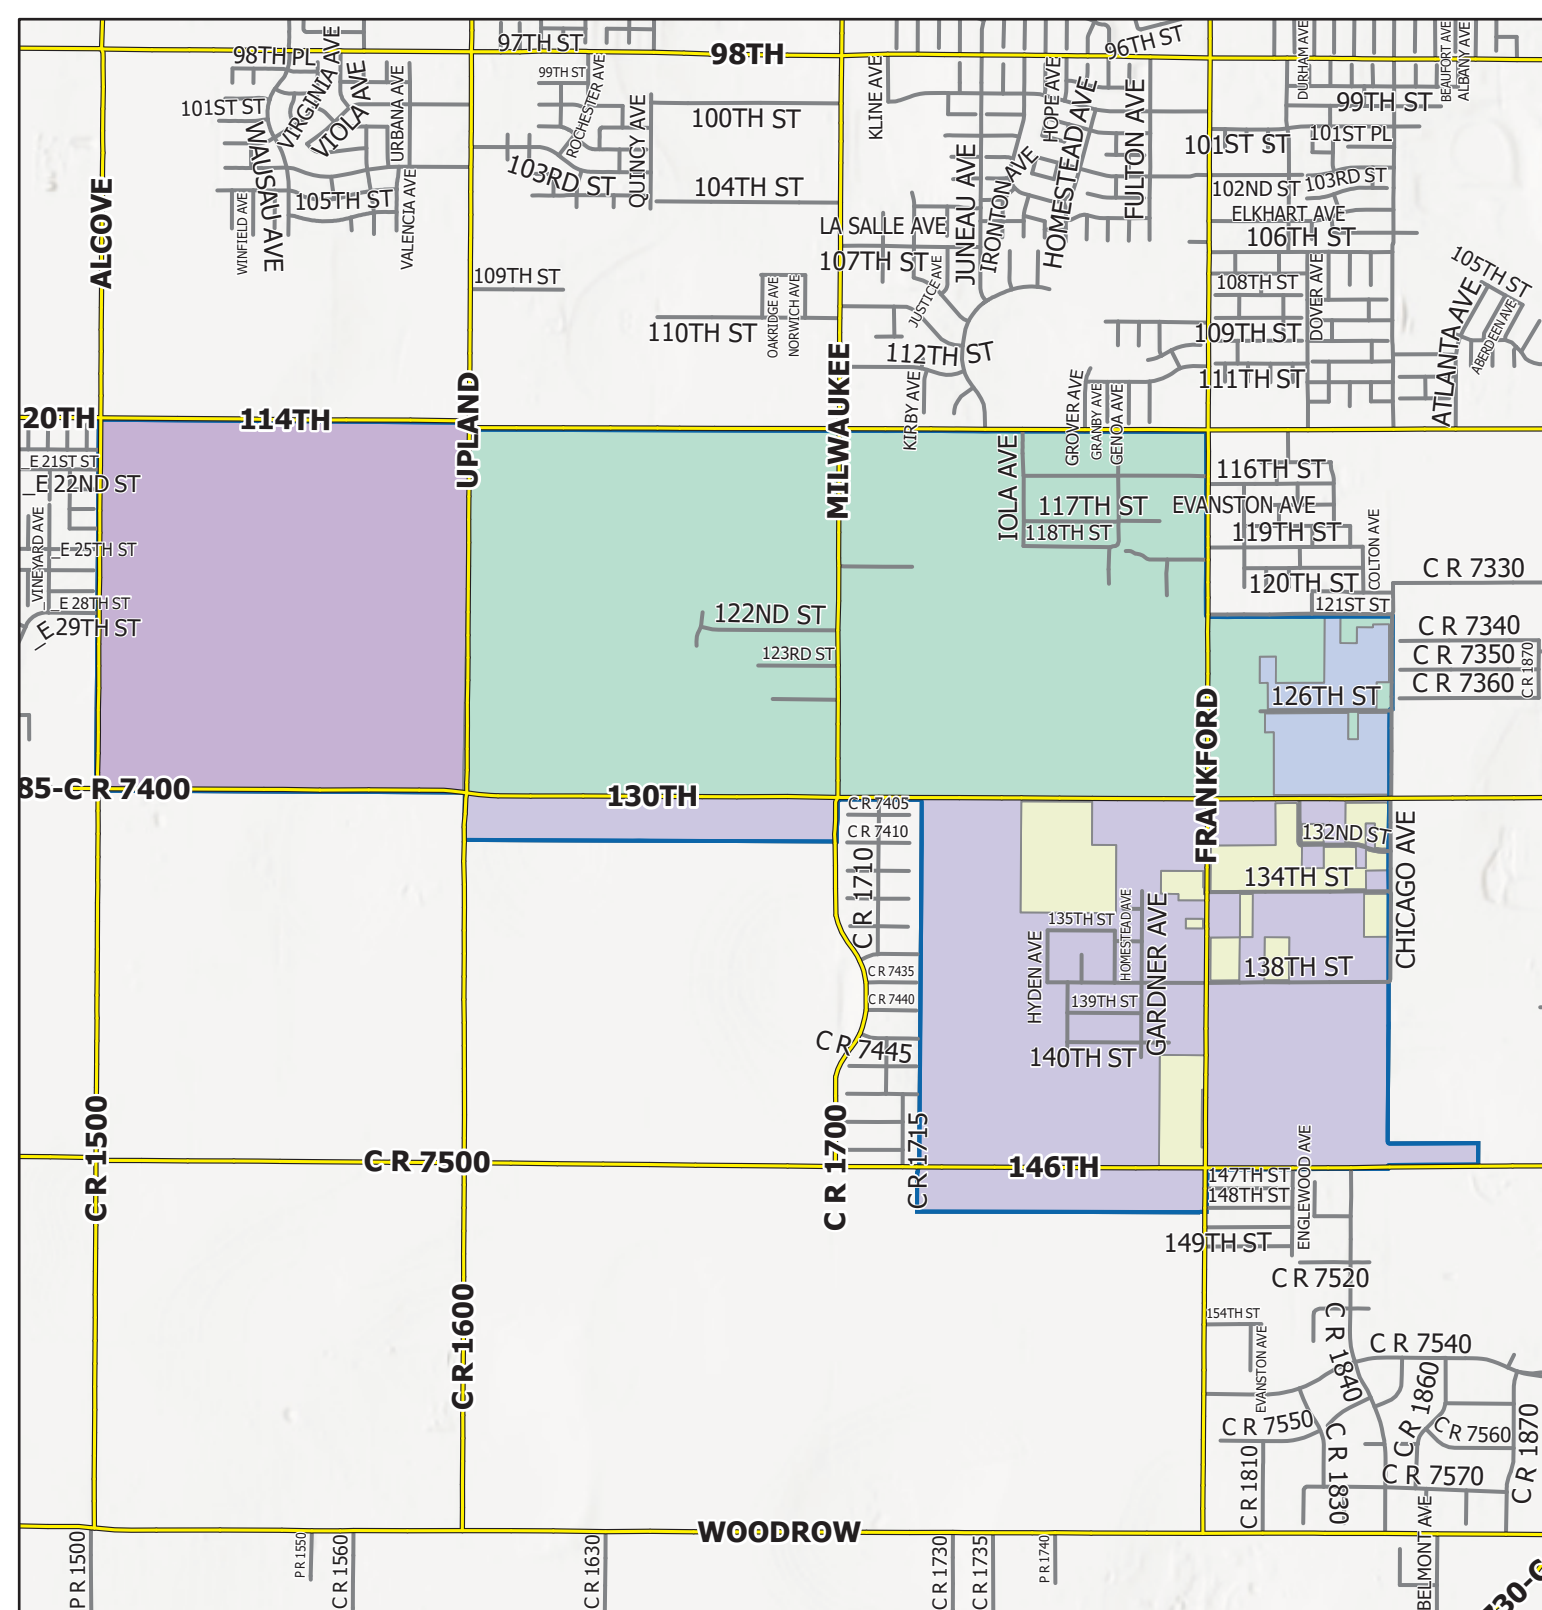 97TH ST
98TH PL
98TH
96TH ST
VIRGINIA AVE
VIOLA AVE
URBANA AVE
99TH ST
ROCHESTER AVE
KLINE AVE
HOPE AVE
HOMESTEAD AVE
FULTON AVE
DURHAM AVE
BEAUFORT AVE
ALBANY AVE
99TH ST
101ST ST
WAUSAU AVE
QUINCY AVE
100TH ST
101ST ST
101ST PL
103RD ST
104TH ST
JUNEAU AVE
IRONTON AVE
102ND ST
103RD ST
ALCOVE
WINFIELD AVE
105TH ST
VALENCIA AVE
LA SALLE AVE
ELKHART AVE
106TH ST
107TH ST
109TH ST
OAKRIDGE AVE
NORWICH AVE
JUSTICE AVE
108TH ST
DOVER AVE
105TH ST
ATLANTA AVE
ABERDEEN AVE
110TH ST
109TH ST
112TH ST
111TH ST
UPLAND
MILWAUKEE
KIRBY AVE
GROVER AVE
GRANBY AVE
GENOA AVE
20TH
114TH
_E 21ST ST
_E 22ND ST
IOLA AVE
116TH ST
117TH ST
EVANSTON AVE
118TH ST
119TH ST
COLTON AVE
VINEYARD AVE
_E 25TH ST
C R 7330
120TH ST
_E 28TH ST
121ST ST
122ND ST
_E 29TH ST
C R 7340
123RD ST
C R 7350
C R 1870
C R 7360
126TH ST
FRANKFORD
85-C R 7400
130TH
C R 7405
C R 7410
132ND ST
C R 1710
134TH ST
CHICAGO AVE
135TH ST
HOMESTEAD AVE
GARDNER AVE
HYDEN AVE
138TH ST
C R 7435
C R 7440
139TH ST
C R 7445
140TH ST
C R 1500
C R 1700
C R 1715
C R 7500
146TH
147TH ST
148TH ST
ENGLEWOOD AVE
149TH ST
C R 7520
C R 1600
154TH ST
EVANSTON AVE
C R 1840
C R 7540
C R 1860
C R 7550
C R 7560
C R 1870
C R 1810
C R 1830
C R 7570
WOODROW
P R 1500
P R 1550
C R 1560
C R 1630
C R 1730
C R 1735
P R 1740
BELMONT AVE